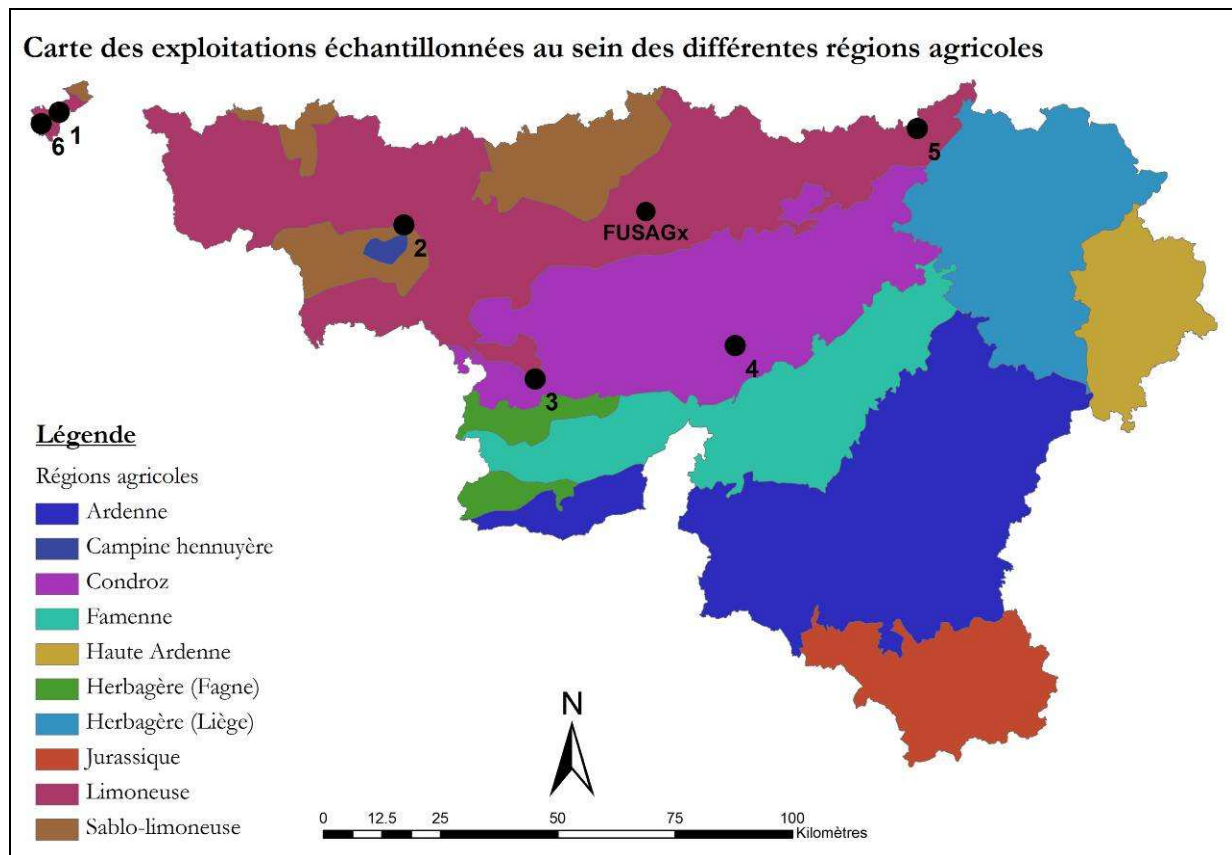 Carte des exploitations échantillonnées au sein des différentes régions agricoles
6 1
5
2
FUSAGx
4
3
Légende
Régions agricoles
Ardenne
Campine hennuyère
Condroz
Famenne
Haute Ardenne
Herbagère (Fagne)
Herbagère (Liège)
Jurassique
Limoneuse
Sablo-limoneuse
N
0 12.5 25 50 75 100
Kilomètres